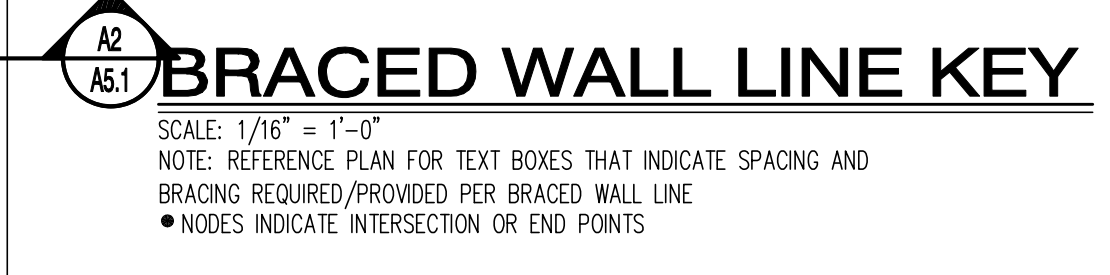 A2
A5.1
BRACED WALL LINE KEY
SCALE: 1/16" = 1'-0"
NOTE: REFERENCE PLAN FOR TEXT BOXES THAT INDICATE SPACING AND
BRACING REQUIRED/PROVIDED PER BRACED WALL LINE
● NODES INDICATE INTERSECTION OR END POINTS